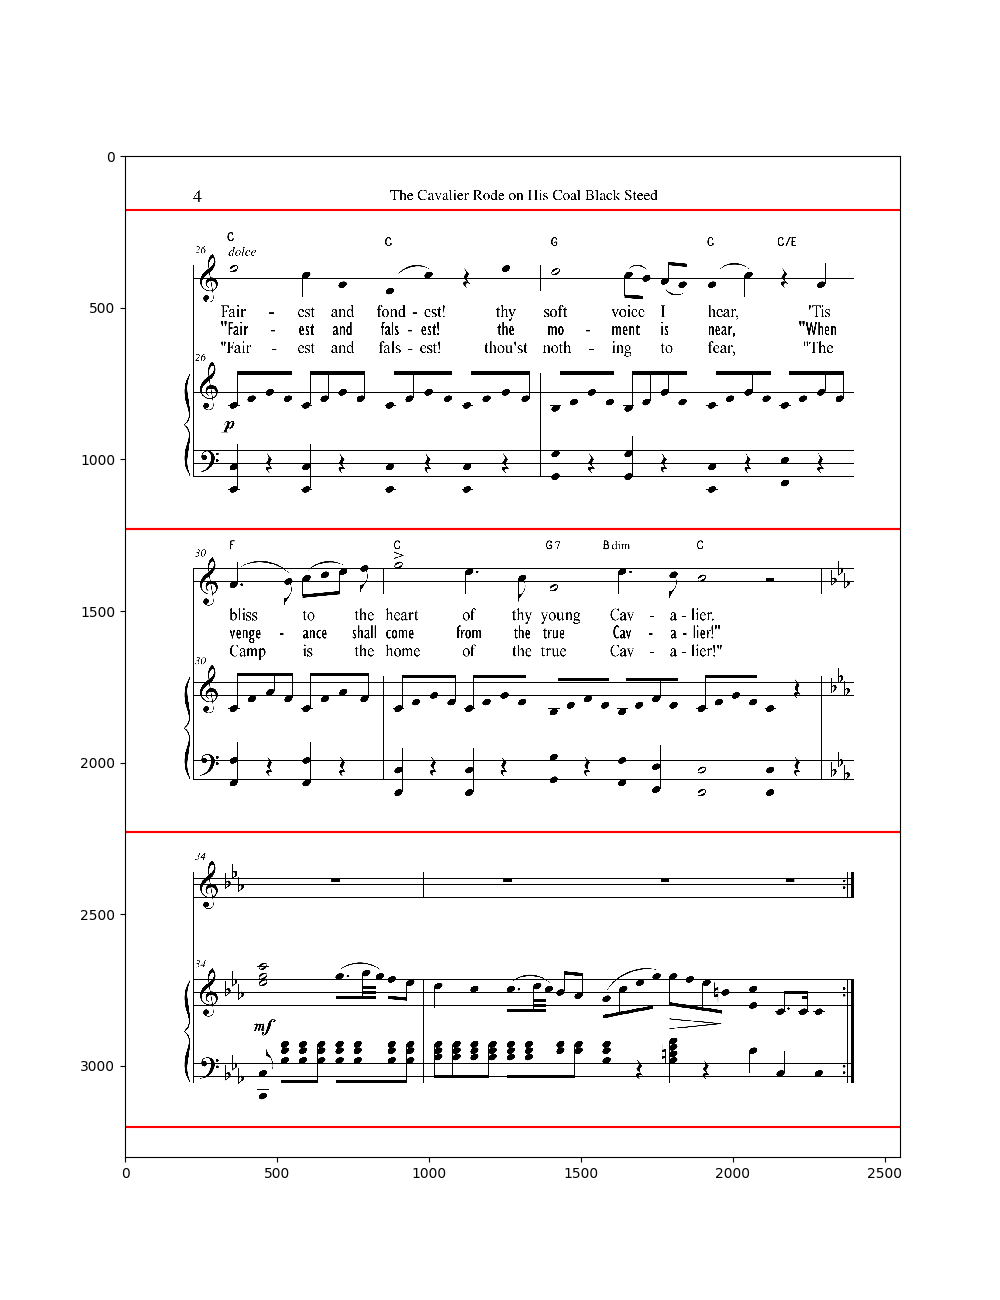 0
4 The Cavalier Rode on His Coal Black Steed
C C G C C/E
26 dolce
500
Fair - est and fond - est! thy soft voice I hear, 'Tis
"Fair - est and fals - est! the mo - ment is near, "When
"Fair - est and fals - est! thou'st noth - ing to fear, "The
26
p
1000
F C G7 Bdim C
30
1500
bliss to the heart of thy young Cav - a - lier.
venge - ance shall come from the true Cav - a - lier!"
Camp is the home of the true Cav - a - lier!"
30
2000
34
2500
34
mf
3000
0 500 1000 1500 2000 2500